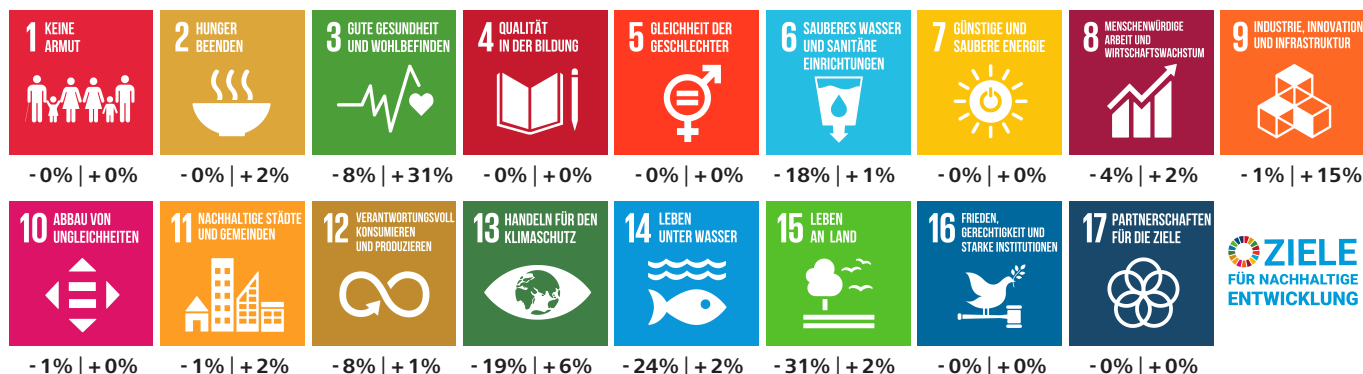 1 KEINE
ARMUT
2 HUNGER
BEENDEN
3 GUTE GESUNDHEIT
UND WOHLBEFINDEN
4 QUALITÄT
IN DER BILDUNG
5 GLEICHHEIT DER
GESCHLECHTER
6 SAUBERES WASSER
UND SANITÄRE
EINRICHTUNGEN
7 GÜNSTIGE UND
SAUBERE ENERGIE
8 MENSCHENWÜRDIGE
ARBEIT UND
WIRTSCHAFTSWACHSTUM
9 INDUSTRIE, INNOVATION
UND INFRASTRUKTUR
-0% | +0%
-0% | +2%
-8% | +31%
-0% | +0%
-0% | +0%
-18% | +1%
-0% | +0%
-4% | +2%
-1% | +15%
10 ABBAU VON
UNGLEICHHEITEN
11 NACHHALTIGE STÄDTE
UND GEMEINDEN
12 VERANTWORTUNGSVOLL
KONSUMIEREN
UND PRODUZIEREN
13 HANDELN FÜR DEN
KLIMASCHUTZ
14 LEBEN
UNTER WASSER
15 LEBEN
AN LAND
16 FRIEDEN,
GERECHTIGKEIT UND
STARKE INSTITUTIONEN
17 PARTNERSCHAFTEN
FÜR DIE ZIELE
ZIELE
FÜR NACHHALTIGE
ENTWICKLUNG
-1% | +0%
-1% | +2%
-8% | +1%
-19% | +6%
-24% | +2%
-31% | +2%
-0% | +0%
-0% | +0%